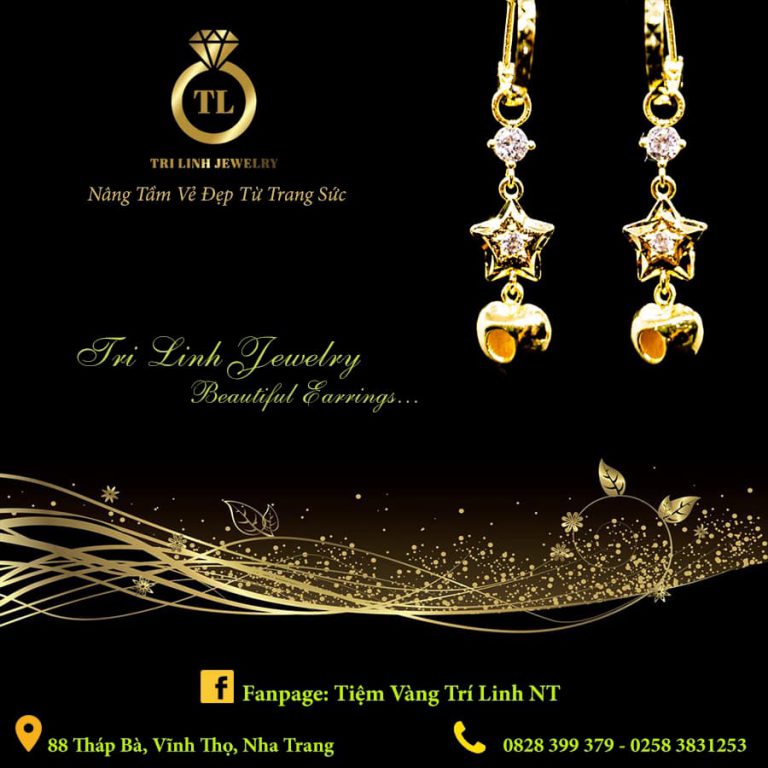 TL
TRI LINH JEWELRY
Nâng Tầm Vẻ Đẹp Từ Trang Sức
Tri Linh Jewelry
Beautiful Earrings...
f Fanpage: Tiệm Vàng Trí Linh NT
88 Tháp Bà, Vĩnh Thọ, Nha Trang
0828 399 379 - 0258 3831253